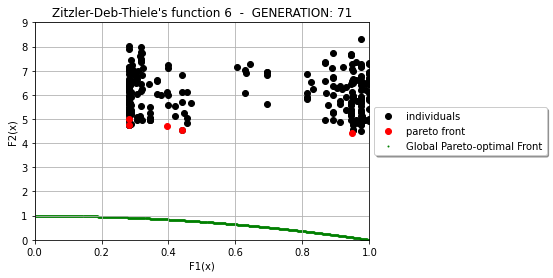 Zitzler-Deb-Thiele's function 6 - GENERATION: 71
F2(x)
9
8
7
6
5
4
3
2
1
0
0.0 0.2 0.4 0.6 0.8 1.0
F1(x)
individuals
pareto front
Global Pareto-optimal Front